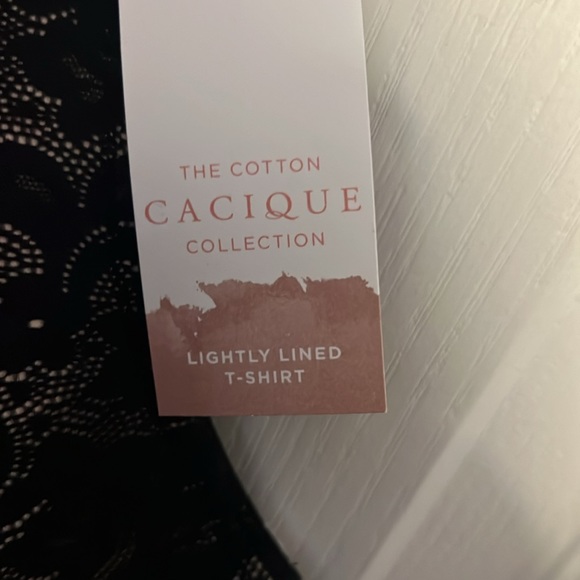 THE COTTON
CACIQUE
COLLECTION
LIGHTLY LINED
T-SHIRT